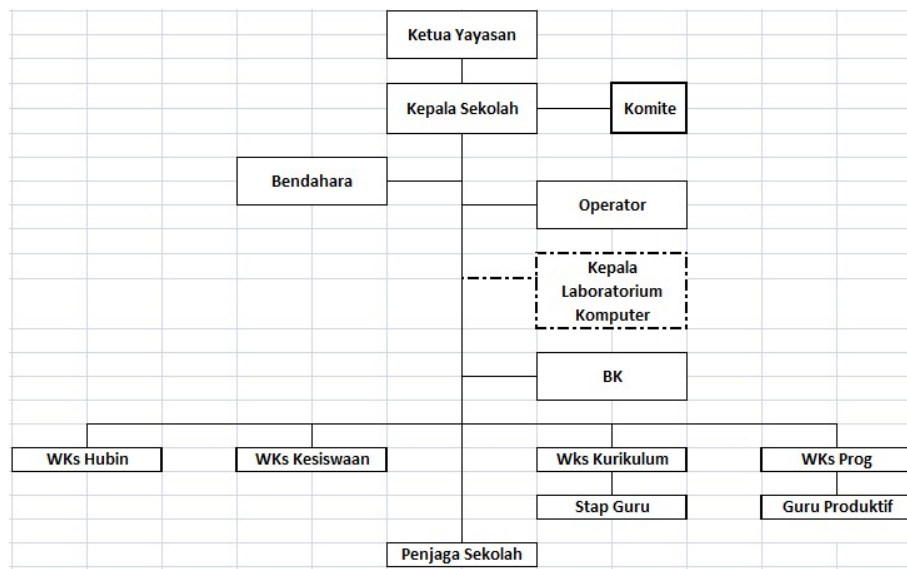 Ketua Yayasan
Kepala Sekolah
Komite
Bendahara
Operator
Kepala
Laboratorium
Komputer
BK
WKs Hubin
WKs Kesiswaan
Wks Kurikulum
WKs Prog
Stap Guru
Guru Produktif
Penjaga Sekolah